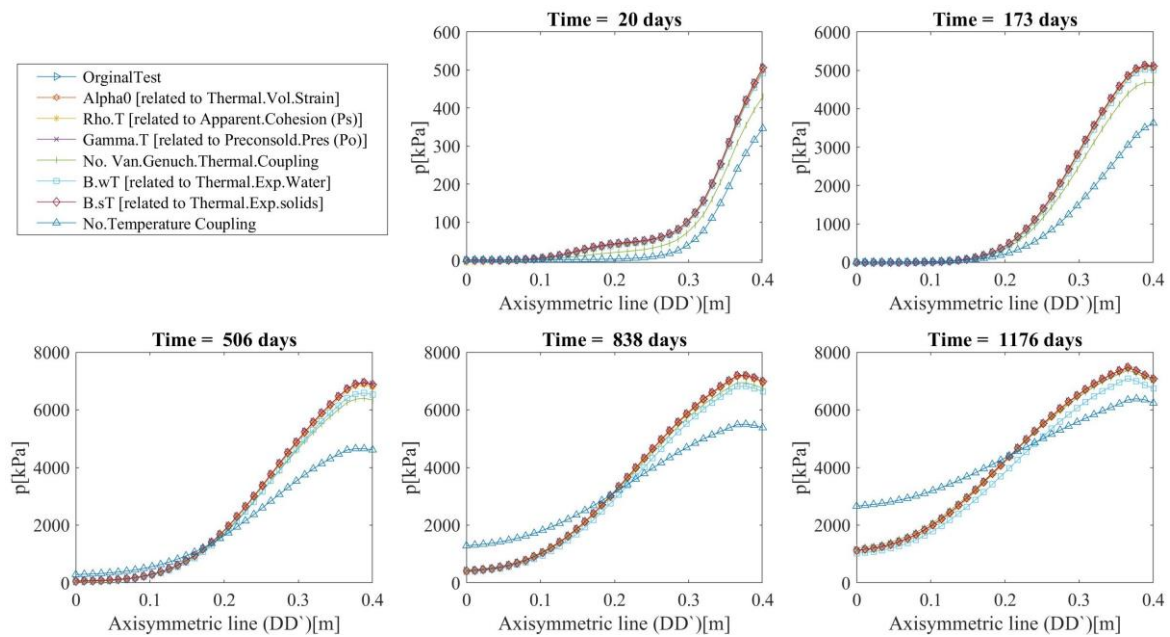 OrginalTest
Alpha0 [related to Thermal.Vol.Strain]
Rho.T [related to Apparent.Cohesion (Ps)]
Gamma.T [related to Preconsold.Pres (Po)]
No. Van.Genuch.Thermal.Coupling
B.wT [related to Thermal.Exp.Water]
B.sT [related to Thermal.Exp.solids]
No.Temperature Coupling
Time = 20 days
p[kPa]
600
500
400
300
200
100
0
0 0.1 0.2 0.3 0.4
Axisymmetric line (DD`)[m]
Time = 173 days
p[kPa]
6000
5000
4000
3000
2000
1000
0
0 0.1 0.2 0.3 0.4
Axisymmetric line (DD`)[m]
Time = 506 days
p[kPa]
8000
6000
4000
2000
0
0 0.1 0.2 0.3 0.4
Axisymmetric line (DD`)[m]
Time = 838 days
p[kPa]
8000
6000
4000
2000
0
0 0.1 0.2 0.3 0.4
Axisymmetric line (DD`)[m]
Time = 1176 days
p[kPa]
8000
6000
4000
2000
0
0 0.1 0.2 0.3 0.4
Axisymmetric line (DD`)[m]